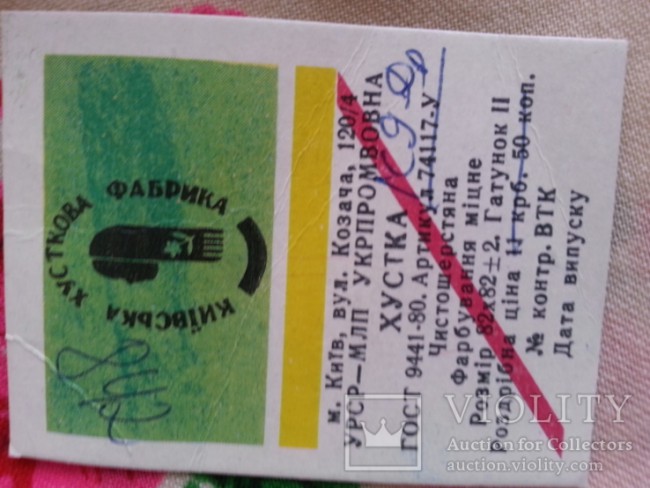 КИЇВСЬКА ХУСТКОВА ФАБРИКА
УРСР—МЛП УКРПРОМВОВНА
м. Київ, вул. Козача, 120/4
ХУСТКА
ГОСТ 9441-80. Артикул 74117-У
Чистошерстяна
Фарбування міцне
Розмір 82x82±2. Гатунок II
Роздрібна ціна 11 крб. 50 коп.
№ контр. ВТК
Дата випуску
VIOLITY
Auction for Collectors
auction.violity.com